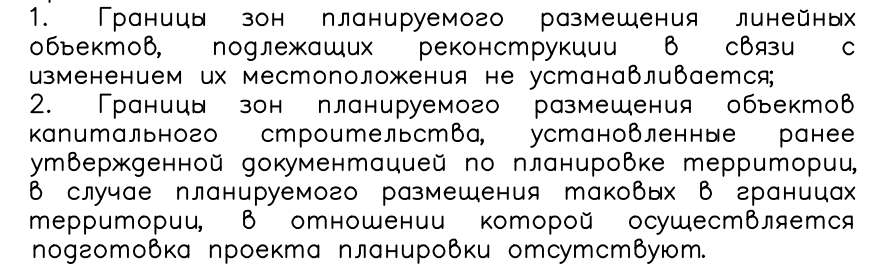 1. Границы зон планируемого размещения линейных
объектов, подлежащих реконструкции в связи с
изменением их местоположения не устанавливается;
2. Границы зон планируемого размещения объектов
капитального строительства, установленные ранее
утвержденной документацией по планировке территории,
в случае планируемого размещения таковых в границах
территории, в отношении которой осуществляется
подготовка проекта планировки отсутствуют.